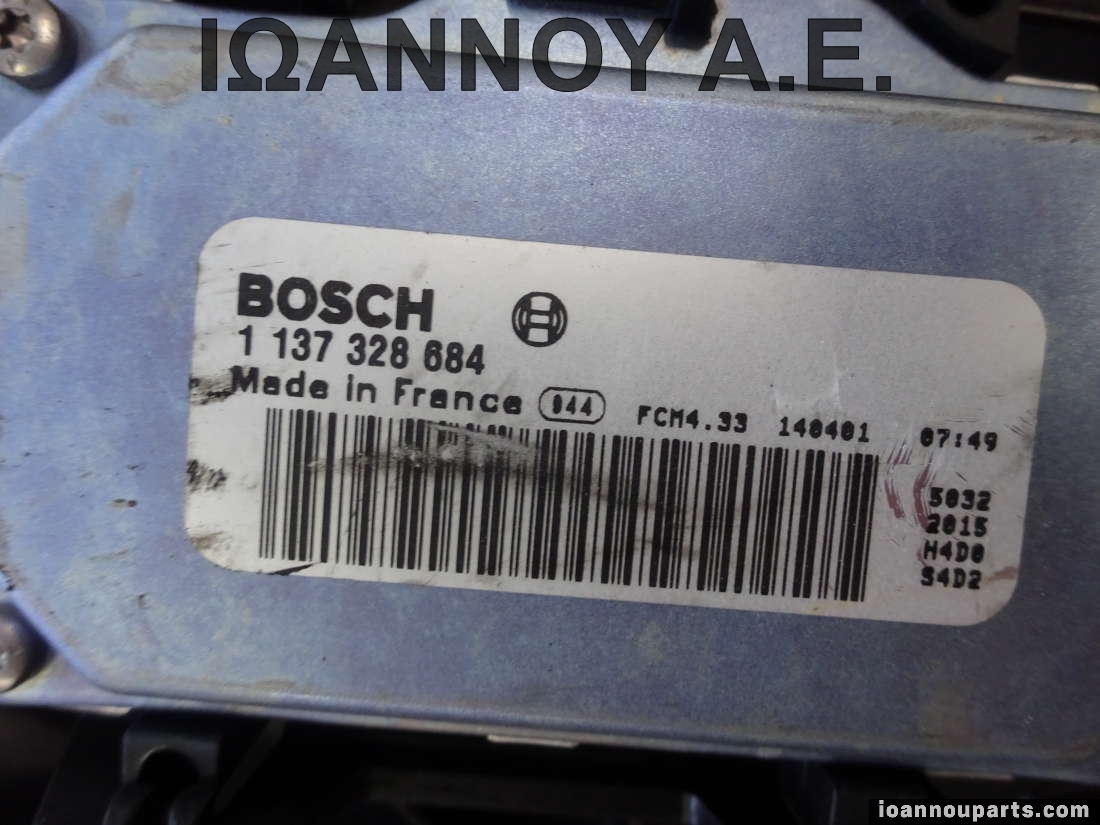 ΙΩΑΝΝΟΥ Α.Ε.
BOSCH
1 137 328 684
Made in France 044 FCM4.33 140401 07:49
5032
2015
H4D0
S4D2
ioannouparts.com